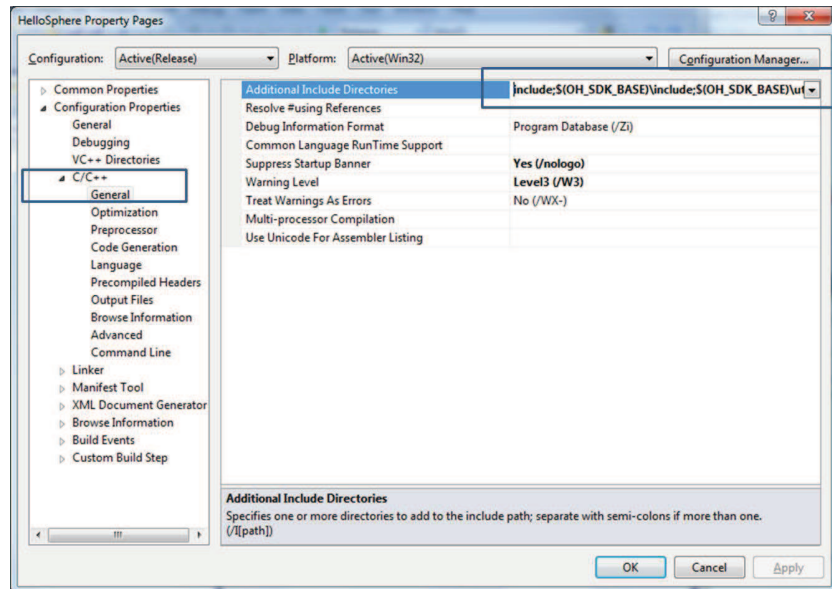 HelloSphere Property Pages
Configuration: Active(Release) Platform: Active(Win32) Configuration Manager...
Common Properties
Configuration Properties
General
Debugging
VC++ Directories
C/C++
General
Optimization
Preprocessor
Code Generation
Language
Precompiled Headers
Output Files
Browse Information
Advanced
Command Line
Linker
Manifest Tool
XML Document Generator
Browse Information
Build Events
Custom Build Step
Additional Include Directories include;$(OH_SDK_BASE)\include;$(OH_SDK_BASE)\ut
Resolve #using References
Debug Information Format Program Database (/Zi)
Common Language RunTime Support
Suppress Startup Banner Yes (/nologo)
Warning Level Level3 (/W3)
Treat Warnings As Errors No (/WX-)
Multi-processor Compilation
Use Unicode For Assembler Listing
Additional Include Directories
Specifies one or more directories to add to the include path; separate with semi-colons if more than one.
(/I[path])
OK Cancel Apply